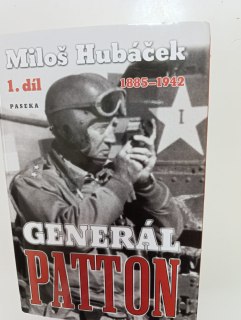 Miloš Hubáček
1. díl
1885–1942
PASEKA
I
GENERÁL
PATTON